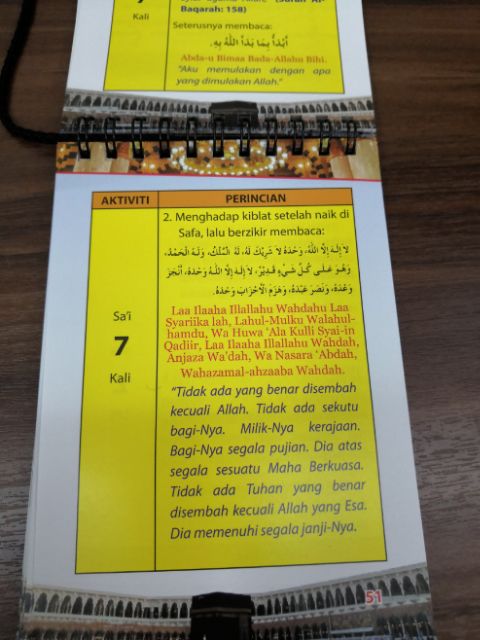 Kali
Baqarah: 158)
Seterusnya membaca:
أَبْدَأُ بِمَا بَدَأَ اللّٰهُ بِهِ.
Abda-u Bimaa Bada-Allahu Bihi.
"Aku memulakan dengan apa
yang dimulakan Allah."
AKTIVITI PERINCIAN
2. Menghadap kiblat setelah naik di
Safa, lalu berzikir membaca:
لَا إِلٰهَ إِلَّا اللّٰهُ، وَحْدَهُ لَا شَرِيْكَ لَهُ، لَهُ الْمُلْكُ، وَلَهُ الْحَمْدُ،
وَهُوَ عَلَى كُلِّ شَيْءٍ قَدِيْرٌ، لَا إِلٰهَ إِلَّا اللّٰهُ وَحْدَهُ، أَنْجَزَ
وَعْدَهُ، وَنَصَرَ عَبْدَهُ، وَهَزَمَ الْأَحْزَابَ وَحْدَهُ.
Laa Ilaaha Illallahu Wahdahu Laa
Syariika lah, Lahul-Mulku Walahul-
hamdu, Wa Huwa 'Ala Kulli Syai-in
Qadiir, Laa Ilaaha Illallahu Wahdah,
Anjaza Wa'dah, Wa Nasara 'Abdah,
Wahazamal-ahzaaba Wahdah.
Sa'i
7
Kali
"Tidak ada yang benar disembah
kecuali Allah. Tidak ada sekutu
bagi-Nya. Milik-Nya kerajaan.
Bagi-Nya segala pujian. Dia atas
segala sesuatu Maha Berkuasa.
Tidak ada Tuhan yang benar
disembah kecuali Allah yang Esa.
Dia memenuhi segala janji-Nya.
51